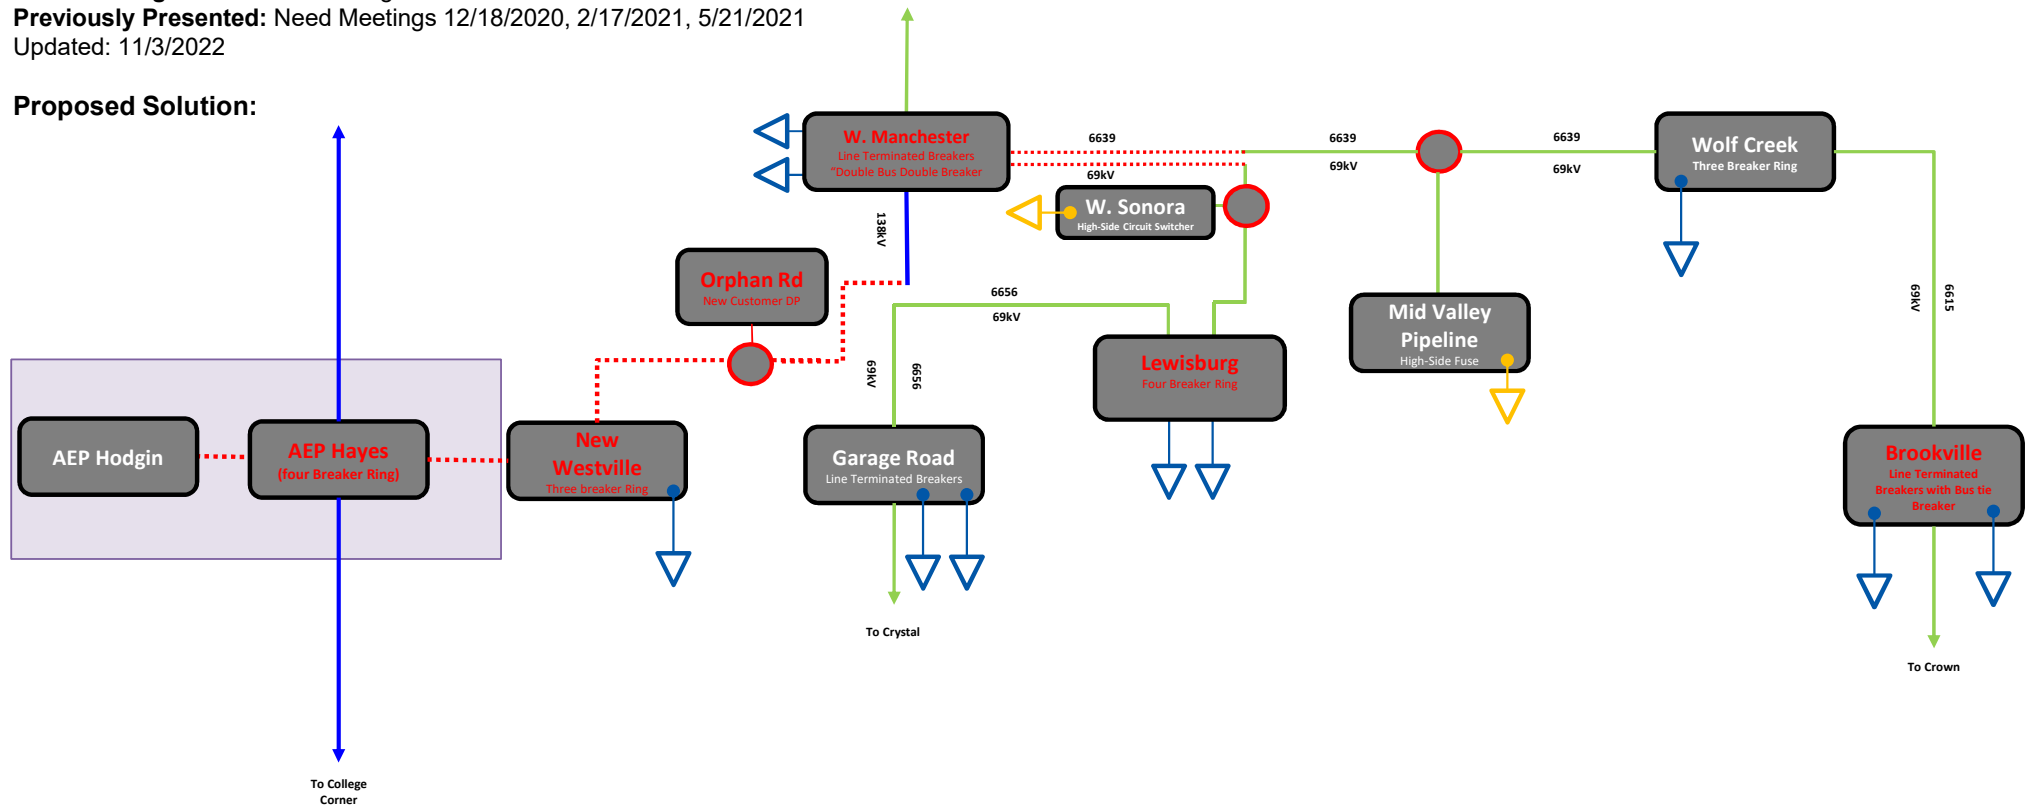 Previously Presented: Need Meetings 12/18/2020, 2/17/2021, 5/21/2021
Updated: 11/3/2022
Proposed Solution:
W. Manchester
Line Terminated Breakers
"Double Bus Double Breaker
6639
69kV
6639
69kV
6639
69kV
Wolf Creek
Three Breaker Ring
W. Sonora
High-Side Circuit Switcher
138kV
Orphan Rd
New Customer DP
6656
69kV
69kV
6656
Mid Valley
Pipeline
High-Side Fuse
69kV
6615
Lewisburg
Four Breaker Ring
AEP Hodgin
AEP Hayes
(four Breaker Ring)
New
Westville
Three breaker Ring
Garage Road
Line Terminated Breakers
Brookville
Line Terminated
Breakers with Bus tie
Breaker
To Crystal
To Crown
To College
Corner